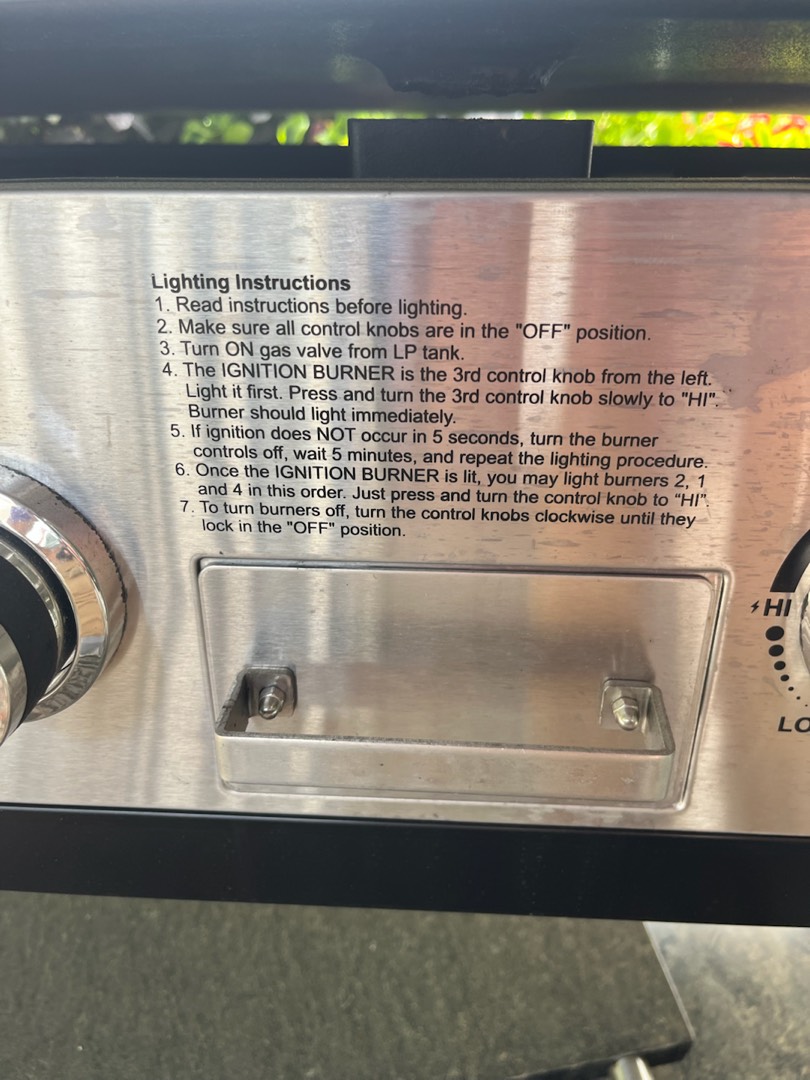 Lighting Instructions
1. Read instructions before lighting.
2. Make sure all control knobs are in the "OFF" position.
3. Turn ON gas valve from LP tank.
4. The IGNITION BURNER is the 3rd control knob from the left.
Light it first. Press and turn the 3rd control knob slowly to "HI".
Burner should light immediately.
5. If ignition does NOT occur in 5 seconds, turn the burner
controls off, wait 5 minutes, and repeat the lighting procedure.
6. Once the IGNITION BURNER is lit, you may light burners 2, 1
and 4 in this order. Just press and turn the control knob to “HI”.
7. To turn burners off, turn the control knobs clockwise until they
lock in the "OFF" position.
HI
LO